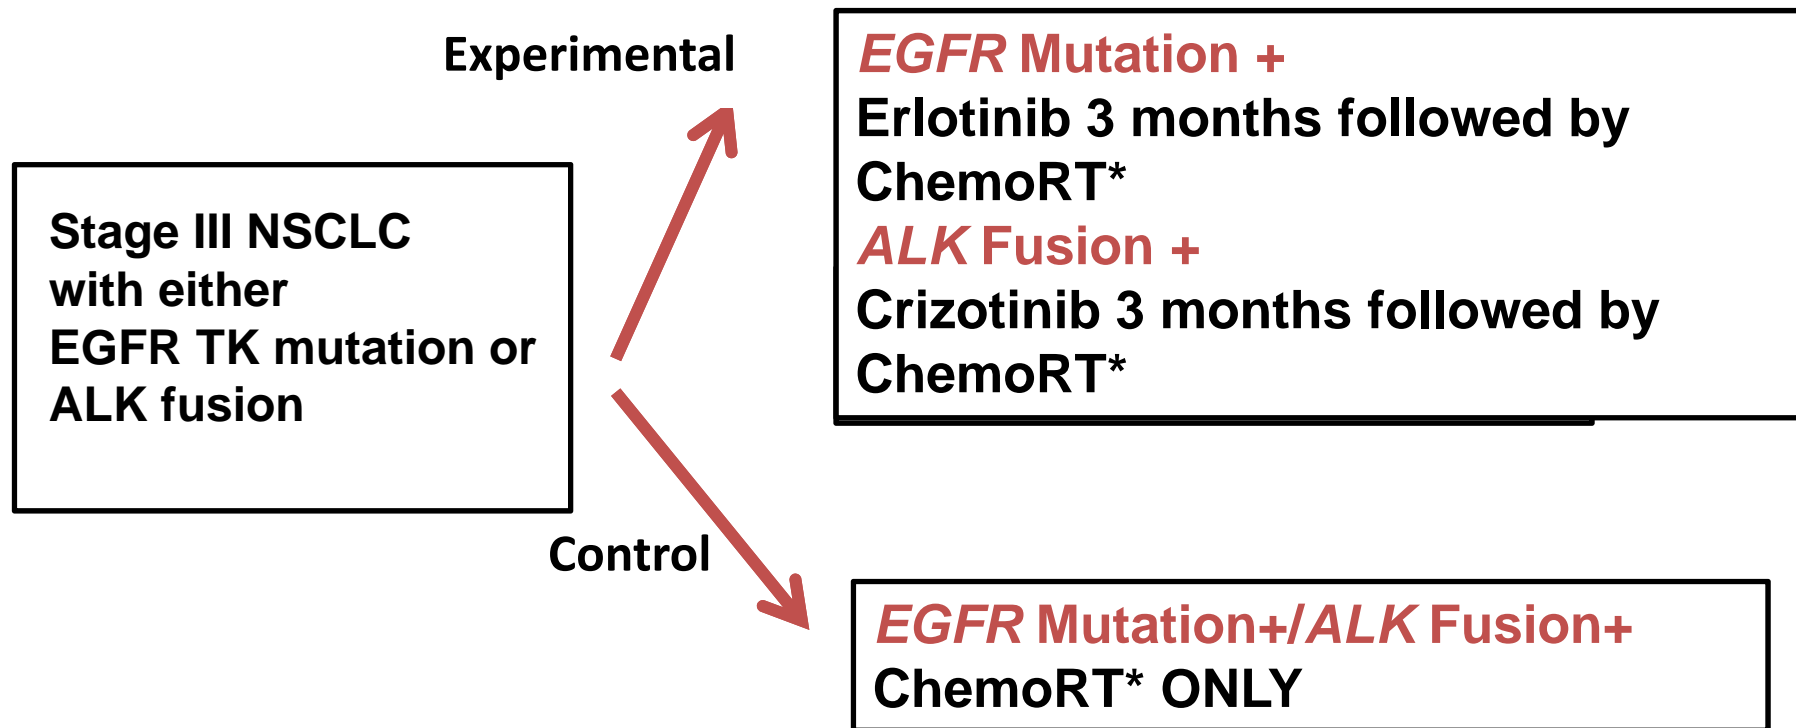 Experimental
EGFR Mutation +
Erlotinib 3 months followed by
ChemoRT*
ALK Fusion +
Crizotinib 3 months followed by
ChemoRT*
Stage III NSCLC
with either
EGFR TK mutation or
ALK fusion
Control
EGFR Mutation+/ALK Fusion+
ChemoRT* ONLY